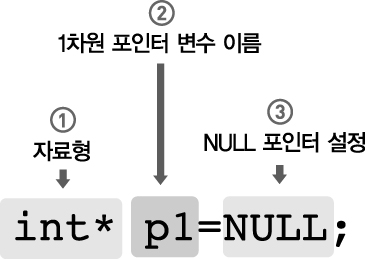 ②
1차원 포인터 변수 이름
①
자료형
③
NULL 포인터 설정
int* p1=NULL;